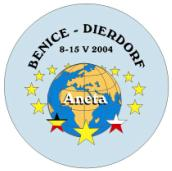 BENICE - DIERDORF
8-15 V 2004
Aneta